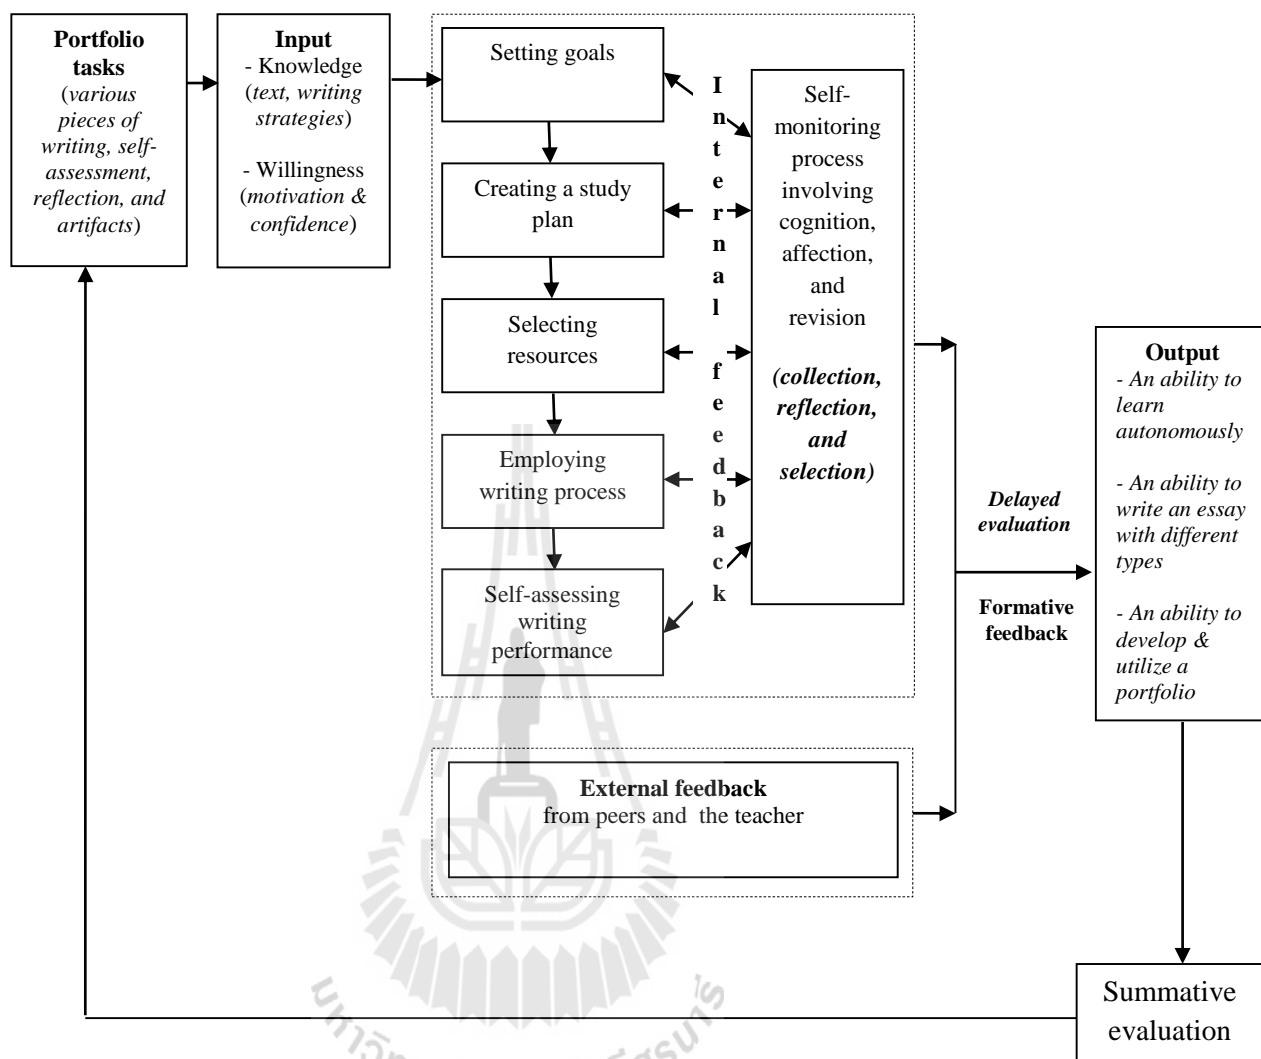 Portfolio
tasks
(various
pieces of
writing, self-
assessment,
reflection, and
artifacts)
Input
- Knowledge
(text, writing
strategies)
- Willingness
(motivation &
confidence)
Setting goals
Creating a study
plan
Selecting
resources
Employing
writing process
Self-assessing
writing
performance
Internal feedback
Self-
monitoring
process
involving
cognition,
affection,
and
revision
(collection,
reflection,
and
selection)
External feedback
from peers and the teacher
Delayed
evaluation
Formative
feedback
Output
- An ability to
learn
autonomously
- An ability to
write an essay
with different
types
- An ability to
develop &
utilize a
portfolio
Summative
evaluation